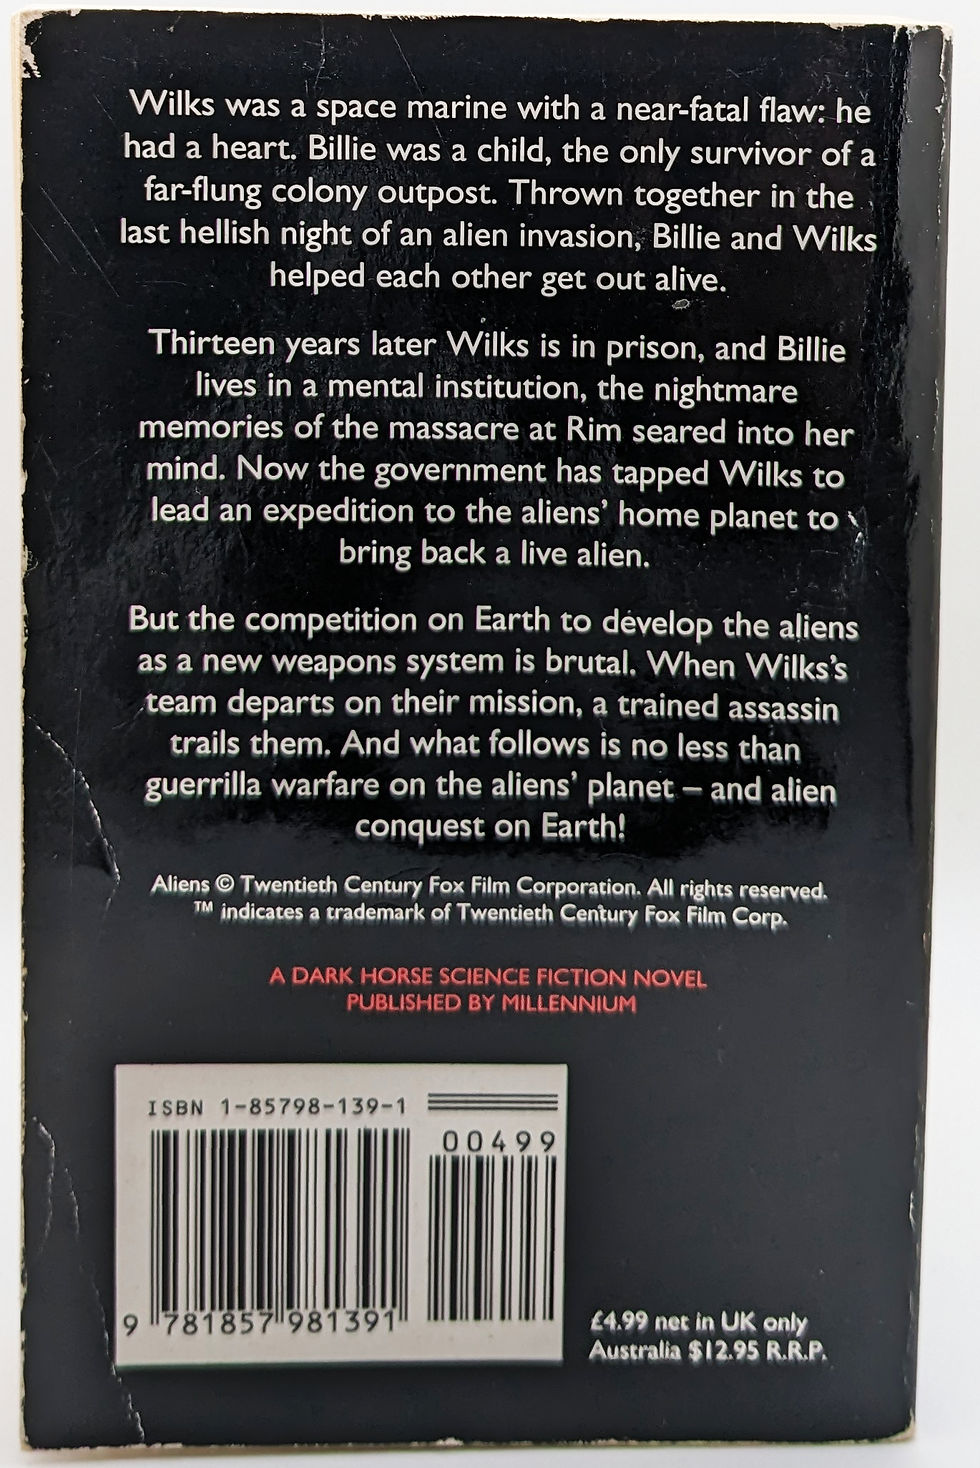 Wilks was a space marine with a near-fatal flaw: he
had a heart. Billie was a child, the only survivor of a
far-flung colony outpost. Thrown together in the
last hellish night of an alien invasion, Billie and Wilks
helped each other get out alive.
Thirteen years later Wilks is in prison, and Billie
lives in a mental institution, the nightmare
memories of the massacre at Rim seared into her
mind. Now the government has tapped Wilks to
lead an expedition to the aliens' home planet to
bring back a live alien.
But the competition on Earth to develop the aliens
as a new weapons system is brutal. When Wilks's
team departs on their mission, a trained assassin
trails them. And what follows is no less than
guerrilla warfare on the aliens' planet – and alien
conquest on Earth!
Aliens © Twentieth Century Fox Film Corporation. All rights reserved.
™ indicates a trademark of Twentieth Century Fox Film Corp.
A DARK HORSE SCIENCE FICTION NOVEL
PUBLISHED BY MILLENNIUM
ISBN 1-85798-139-1
00499
9 781857 981391
£4.99 net in UK only
Australia $12.95 R.R.P.